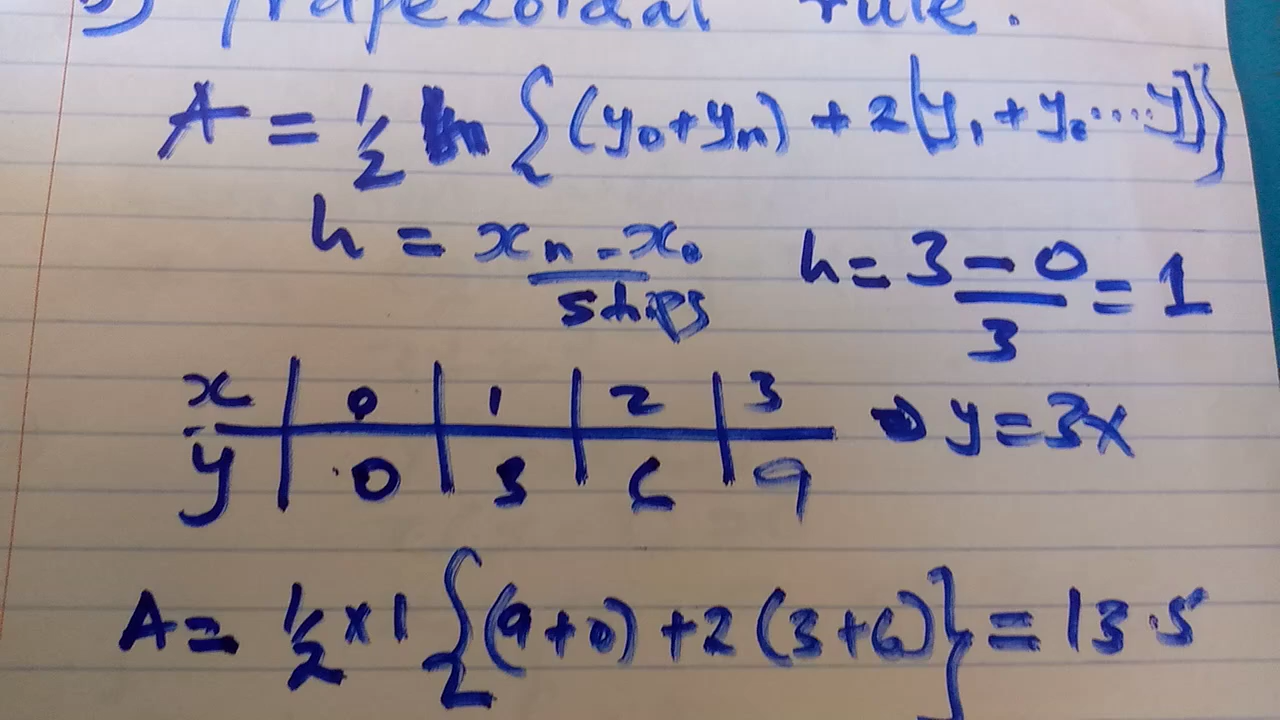 b) Trapezoidal rule.
A = 1/2 h {(y₀+yₙ) + 2[y₁ + y₂....y]}
h = xₙ - x₀ / strips h = 3 - 0 / 3 = 1
x | 0 | 1 | 2 | 3
y | 0 | 3 | 6 | 9 → y = 3x
A = 1/2 × 1 {(9+0) + 2(3+6)} = 13.5